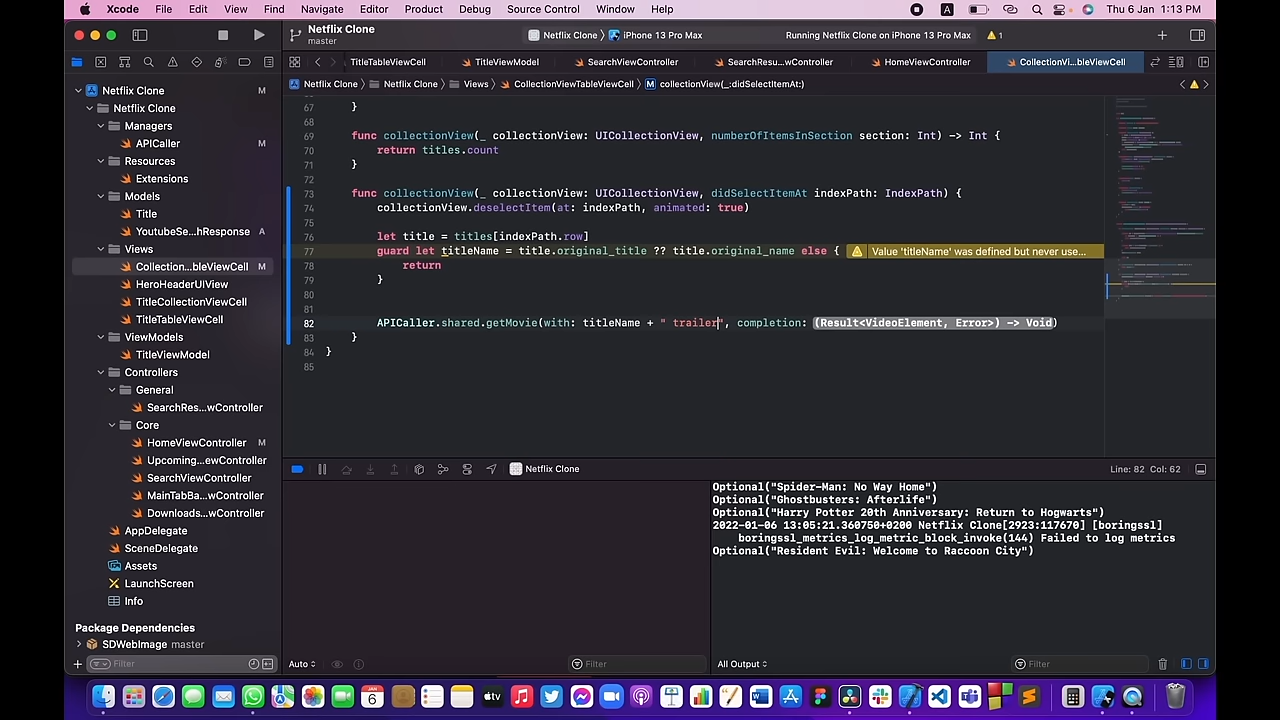 Xcode File Edit View Find Navigate Editor Product Debug Source Control Window Help A Thu 6 Jan 1:13 PM
Netflix Clone
master
Netflix Clone iPhone 13 Pro Max Running Netflix Clone on iPhone 13 Pro Max 1
TitleTableViewCell TitleViewModel SearchViewController SearchResu...wController HomeViewController CollectionVi...bleViewCell
Netflix Clone Netflix Clone Views CollectionViewTableViewCell M collectionView(_:didSelectItemAt:)
Netflix Clone M
Netflix Clone
Managers
APICaller M
Resources
Extensions
Models
Title
YoutubeSe...hResponse A
Views
Collection...bleViewCell M
HeroHeaderUIView
TitleCollectionViewCell
TitleTableViewCell
ViewModels
TitleViewModel
Controllers
General
SearchRes...wController
Core
HomeViewController M
Upcoming...ewController
SearchViewController
MainTabBa...wController
Downloads...wController
AppDelegate
SceneDelegate
Assets
LaunchScreen
Info
Package Dependencies
SDWebImage master
Filter
67 }
68
69 func collectionView(_ collectionView: UICollectionView, numberOfItemsInSection section: Int) -> Int {
70 return .count
71 }
72
73 func collectionView(_ collectionView: UICollectionView didSelectItemAt indexPath: IndexPath) {
74 collectionView.deselectItem(at: indexPath, animated: true)
75
76 let [indexPath.row]
77 guard .original_title ?? else { Value 'titleName' was defined but never use...
78 return
79 }
80
81
82 APICaller.shared.getMovie(with: titleName + " trailer", completion: (Result<VideoElement, Error>) -> Void)
83 }
84 }
85
Netflix Clone Line: 82 Col: 62
Optional("Spider-Man: No Way Home")
Optional("Ghostbusters: Afterlife")
Optional("Harry Potter 20th Anniversary: Return to Hogwarts")
2022-01-06 13:05:21.360750+0200 Netflix Clone[2923:117670] [boringssl]
boringssl_metrics_log_metric_block_invoke(144) Failed to log metrics
Optional("Resident Evil: Welcome to Raccoon City")
Auto Filter All Output Filter
JAN
6
tv